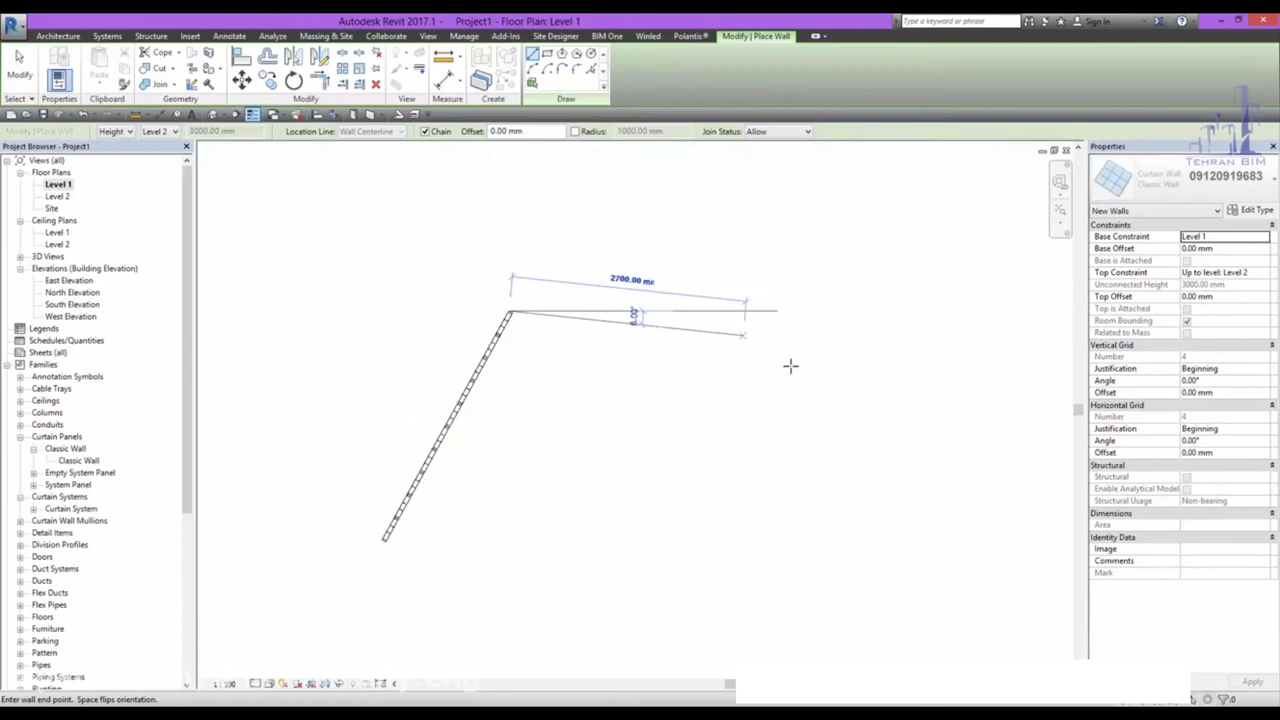 Autodesk Revit 2017.1 - Project1 - Floor Plan: Level 1
Type a keyword or phrase
Sign In
Architecture Systems Structure Insert Annotate Analyze Massing & Site Collaborate View Manage Add-Ins Site Designer BIM One Winled Polantis® Modify | Place Wall
Modify
Paste
Cope
Cut
Join
Select Properties Clipboard Geometry Modify View Measure Create Draw
Modify | Place Wall Height Level 2 3000.00 mm Location Line: Wall Centerline Chain Offset: 0.00 mm Radius: 1000.00 mm Join Status: Allow
Project Browser - Project1
Views (all)
Floor Plans
Level 1
Level 2
Site
Ceiling Plans
Level 1
Level 2
3D Views
Elevations (Building Elevation)
East Elevation
North Elevation
South Elevation
West Elevation
Legends
Schedules/Quantities
Sheets (all)
Families
Annotation Symbols
Cable Trays
Ceilings
Columns
Conduits
Curtain Panels
Classic Wall
Classic Wall
Empty System Panel
System Panel
Curtain Systems
Curtain System
Curtain Wall Mullions
Detail Items
Division Profiles
Doors
Duct Systems
Ducts
Flex Ducts
Flex Pipes
Floors
Furniture
Parking
Pattern
Pipes
Piping Systems
2700.00 mm
Properties
TEHRAN BIM
09120919683
Curtain Wall
Classic Wall
New Walls Edit Type
Constraints
Base Constraint Level 1
Base Offset 0.00 mm
Base is Attached
Top Constraint Up to level: Level 2
Unconnected Height 3000.00 mm
Top Offset 0.00 mm
Top is Attached
Room Bounding
Related to Mass
Vertical Grid
Number 4
Justification Beginning
Angle 0.00°
Offset 0.00 mm
Horizontal Grid
Number 4
Justification Beginning
Angle 0.00°
Offset 0.00 mm
Structural
Structural
Enable Analytical Model
Structural Usage Non-bearing
Dimensions
Area
Identity Data
Image
Comments
Mark
Apply
1 : 100
Enter wall end point. Space flips orientation.
:0